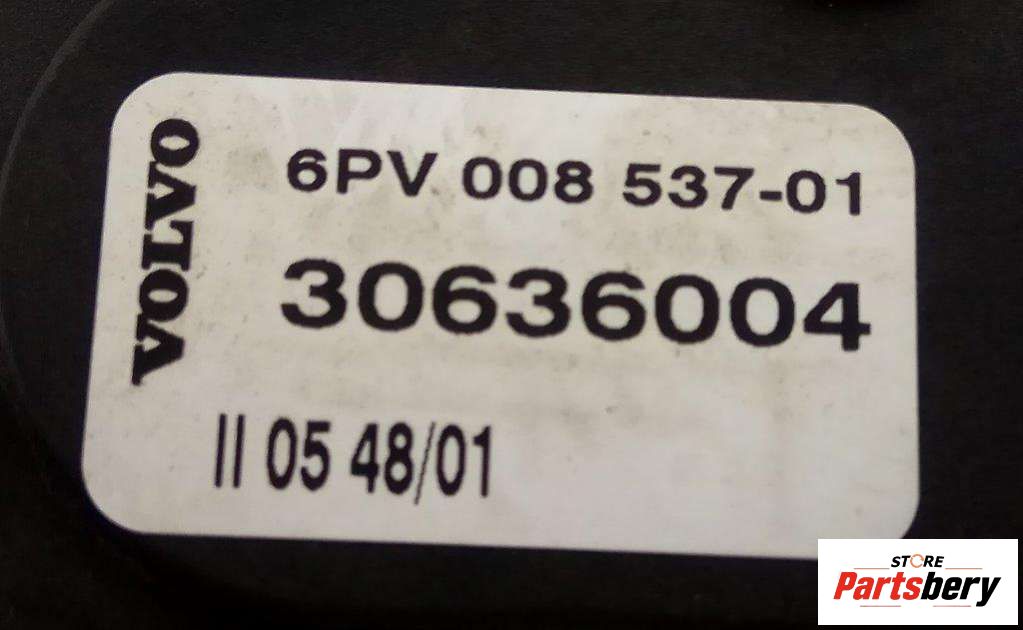 VOLVO
6PV 008 537-01
30636004
II 05 48/01
STORE
Partsbery